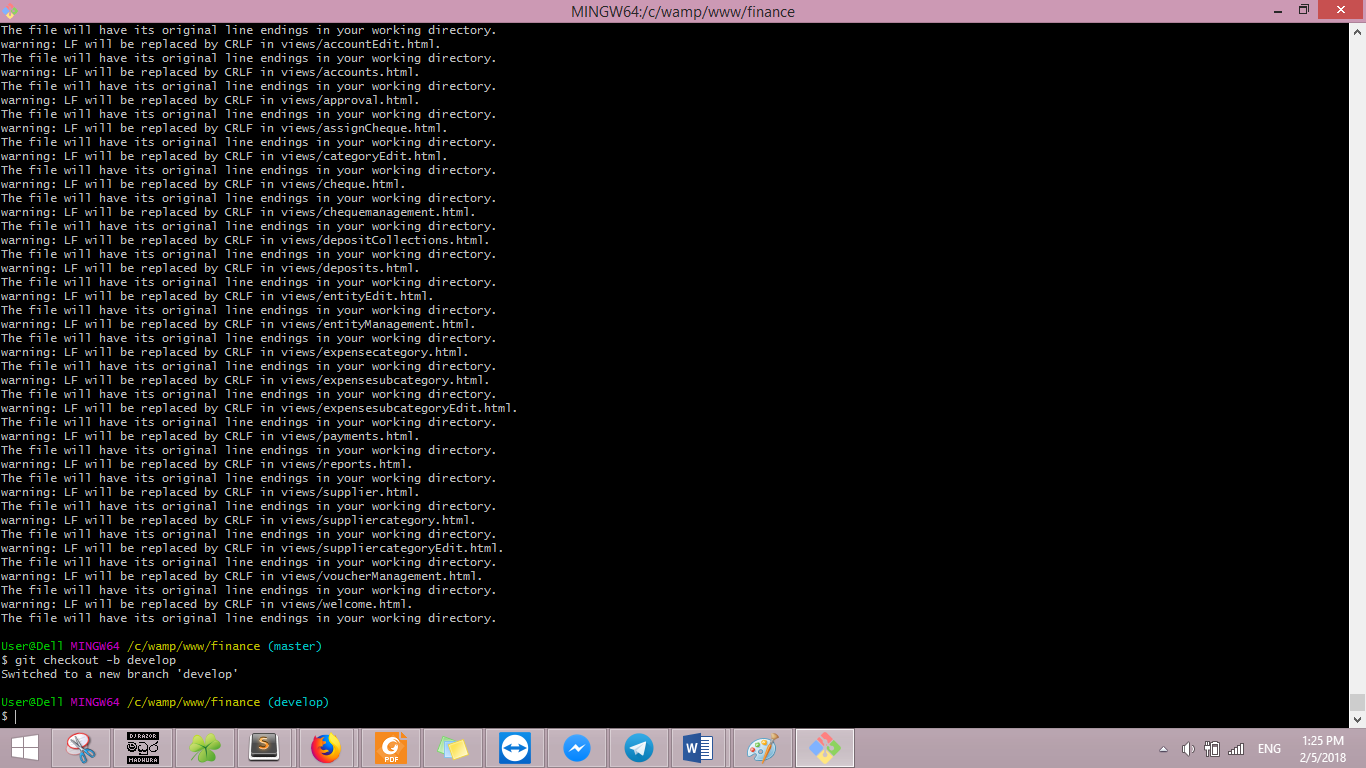 MINGW64:/c/wamp/www/finance
The file will have its original line endings in your working directory.
warning: LF will be replaced by CRLF in views/accountEdit.html.
The file will have its original line endings in your working directory.
warning: LF will be replaced by CRLF in views/accounts.html.
The file will have its original line endings in your working directory.
warning: LF will be replaced by CRLF in views/approval.html.
The file will have its original line endings in your working directory.
warning: LF will be replaced by CRLF in views/assignCheque.html.
The file will have its original line endings in your working directory.
warning: LF will be replaced by CRLF in views/categoryEdit.html.
The file will have its original line endings in your working directory.
warning: LF will be replaced by CRLF in views/cheque.html.
The file will have its original line endings in your working directory.
warning: LF will be replaced by CRLF in views/chequemanagement.html.
The file will have its original line endings in your working directory.
warning: LF will be replaced by CRLF in views/depositCollections.html.
The file will have its original line endings in your working directory.
warning: LF will be replaced by CRLF in views/deposits.html.
The file will have its original line endings in your working directory.
warning: LF will be replaced by CRLF in views/entityEdit.html.
The file will have its original line endings in your working directory.
warning: LF will be replaced by CRLF in views/entityManagement.html.
The file will have its original line endings in your working directory.
warning: LF will be replaced by CRLF in views/expensecategory.html.
The file will have its original line endings in your working directory.
warning: LF will be replaced by CRLF in views/expensesubcategory.html.
The file will have its original line endings in your working directory.
warning: LF will be replaced by CRLF in views/expensesubcategoryEdit.html.
The file will have its original line endings in your working directory.
warning: LF will be replaced by CRLF in views/payments.html.
The file will have its original line endings in your working directory.
warning: LF will be replaced by CRLF in views/reports.html.
The file will have its original line endings in your working directory.
warning: LF will be replaced by CRLF in views/supplier.html.
The file will have its original line endings in your working directory.
warning: LF will be replaced by CRLF in views/suppliercategory.html.
The file will have its original line endings in your working directory.
warning: LF will be replaced by CRLF in views/suppliercategoryEdit.html.
The file will have its original line endings in your working directory.
warning: LF will be replaced by CRLF in views/voucherManagement.html.
The file will have its original line endings in your working directory.
warning: LF will be replaced by CRLF in views/welcome.html.
The file will have its original line endings in your working directory.
User@Dell MINGW64 /c/wamp/www/finance (master)
$ git checkout -b develop
Switched to a new branch 'develop'
User@Dell MINGW64 /c/wamp/www/finance (develop)
$
DJ RAZOR
MADHURA
S
G
PDF
W
ENG
1:25 PM
2/5/2018